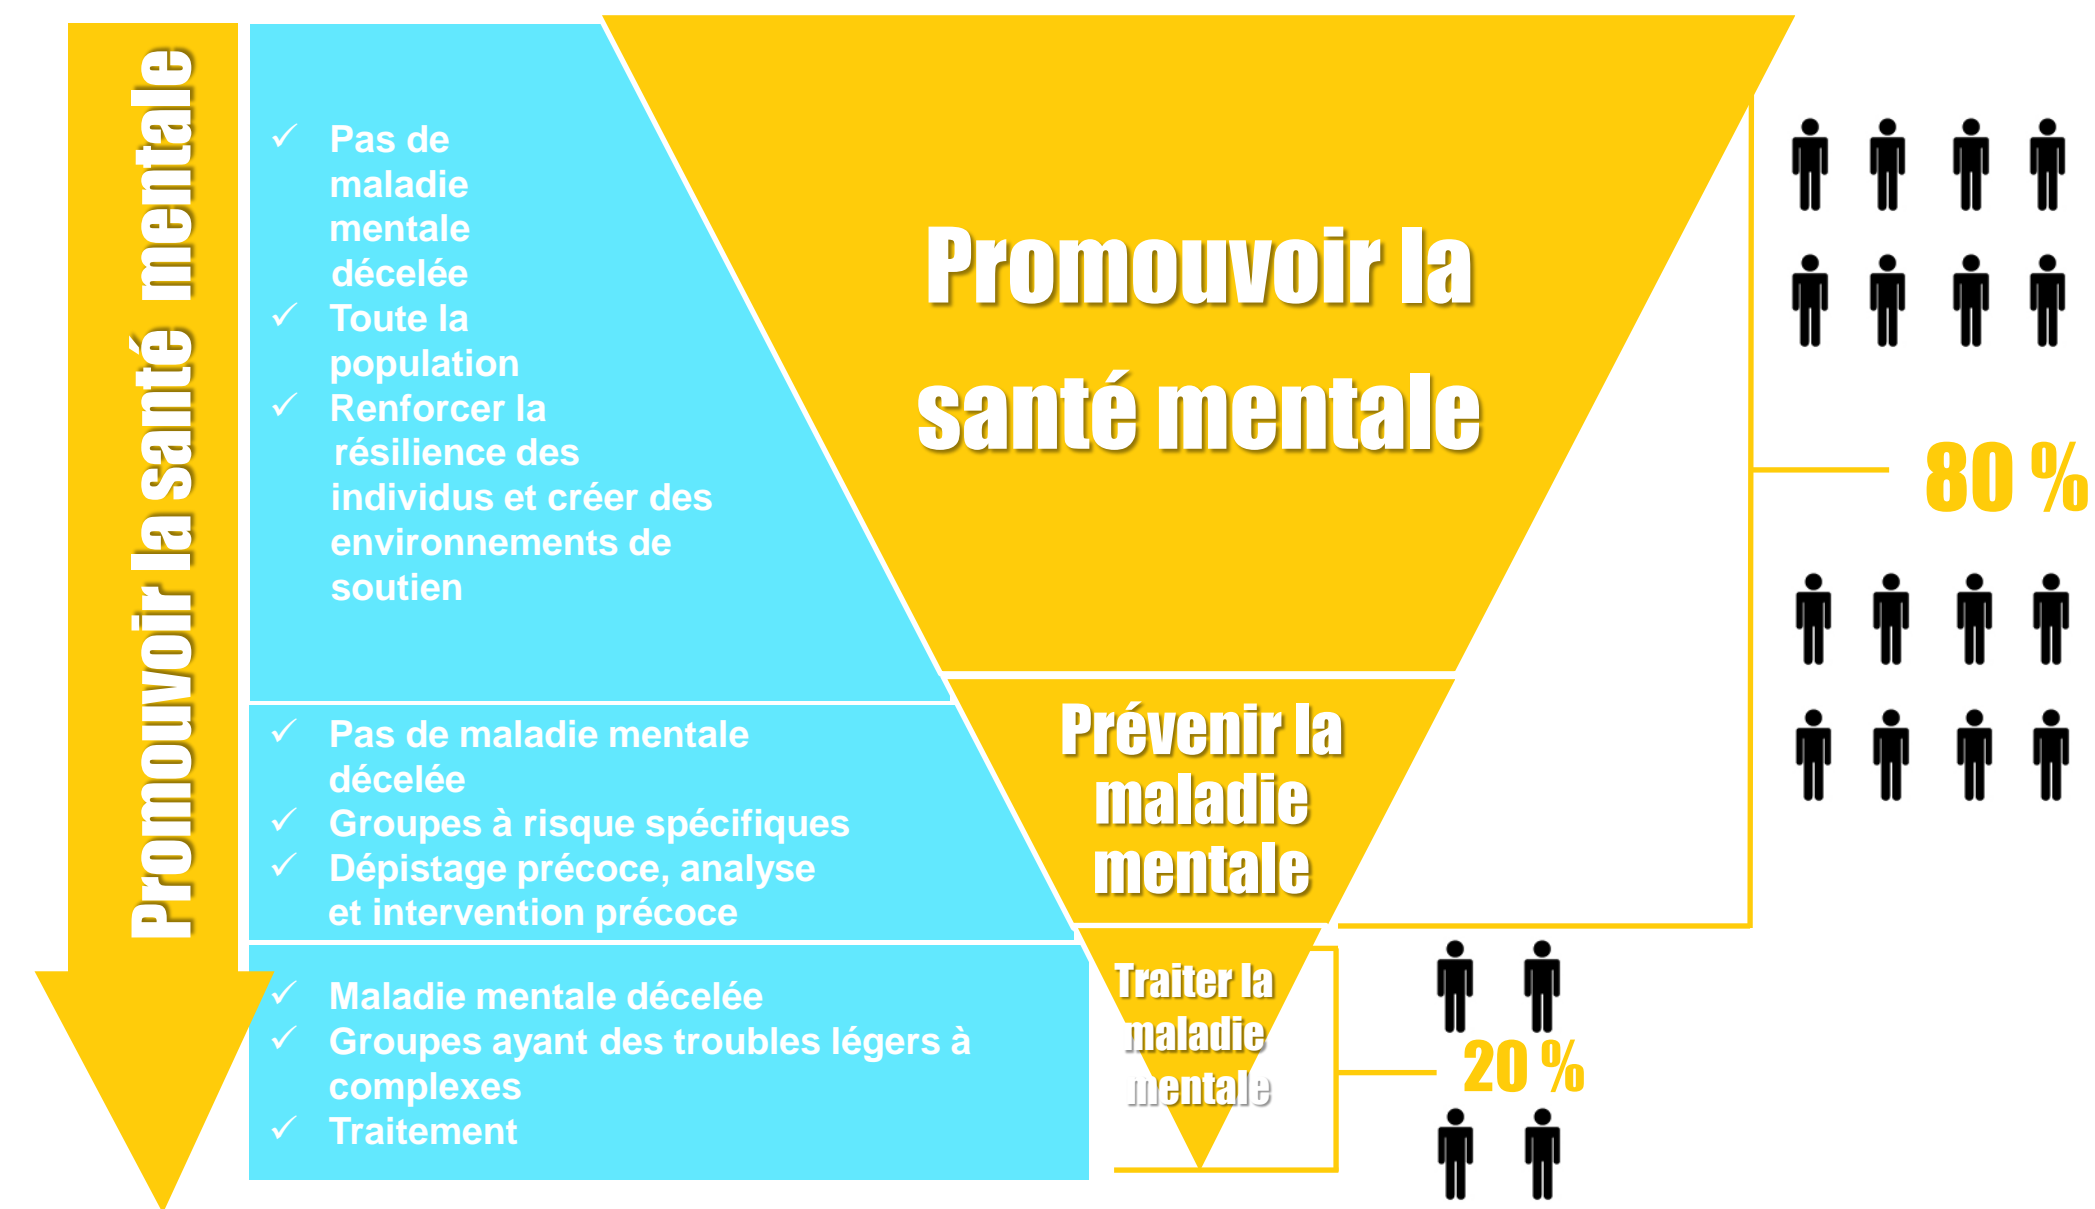 Promouvoir la santé mentale
✓ Pas de
maladie
mentale
décelée
✓ Toute la
population
✓ Renforcer la
résilience des
individus et créer des
environnements de
soutien
Promouvoir la
santé mentale
80 %
✓ Pas de maladie mentale
décelée
✓ Groupes à risque spécifiques
✓ Dépistage précoce, analyse
et intervention précoce
Prévenir la
maladie
mentale
✓ Maladie mentale décelée
✓ Groupes ayant des troubles légers à
complexes
✓ Traitement
Traiter la
maladie
mentale
20 %